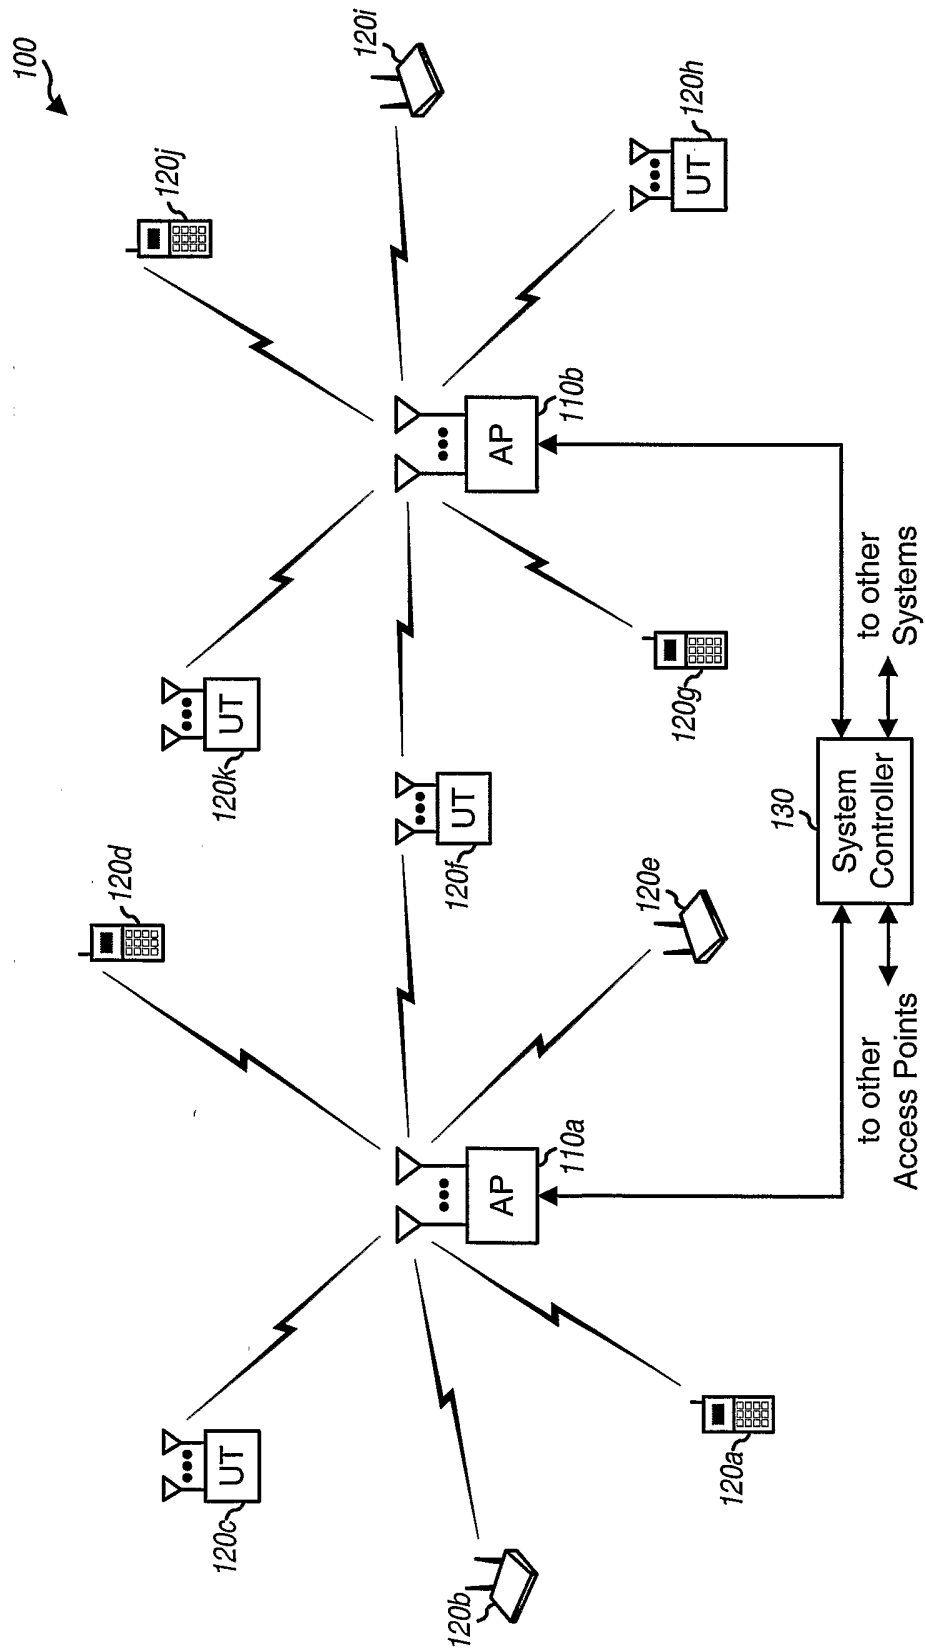 100
120d
120j
120c
UT
120k
UT
120i
120b
AP
110a
120f
UT
AP
110b
120a
120e
120g
UT
120h
130
System
Controller
to other
Access Points
to other
Systems